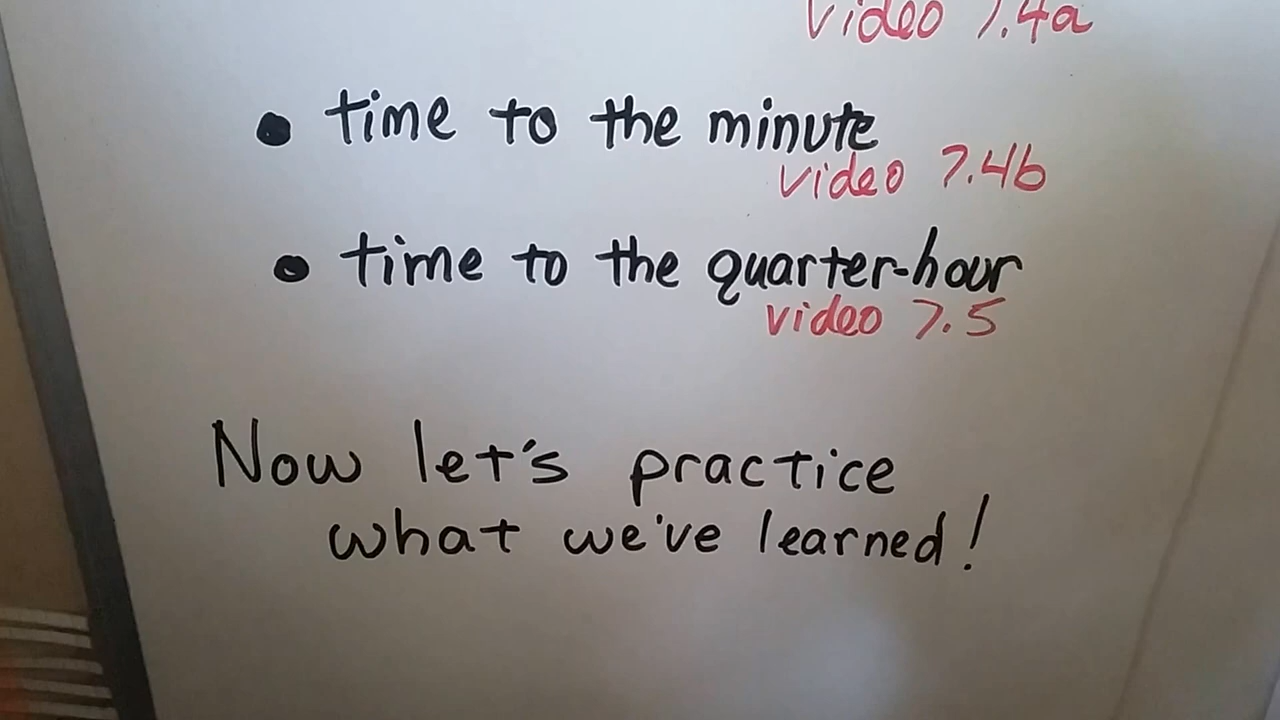 video 7.4a
• time to the minute
video 7.4b
• time to the quarter-hour
video 7.5
Now let's practice
what we've learned!